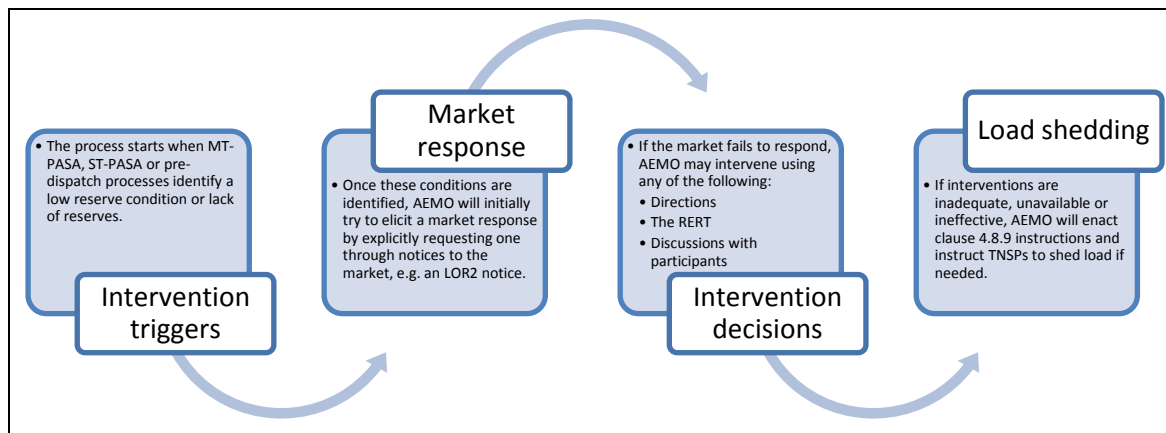 • The process starts when MT-
PASA, ST-PASA or pre-
dispatch processes identify a
low reserve condition or lack
of reserves.
Intervention
triggers
Market
response
• Once these conditions are
identified, AEMO will initially
try to elicit a market response
by explicitly requesting one
through notices to the
market, e.g. an LOR2 notice.
• If the market fails to respond,
AEMO may intervene using
any of the following:
• Directions
• The RERT
• Discussions with
participants
Intervention
decisions
Load shedding
• If interventions are
inadequate, unavailable or
ineffective, AEMO will enact
clause 4.8.9 instructions and
instruct TNSPs to shed load if
needed.